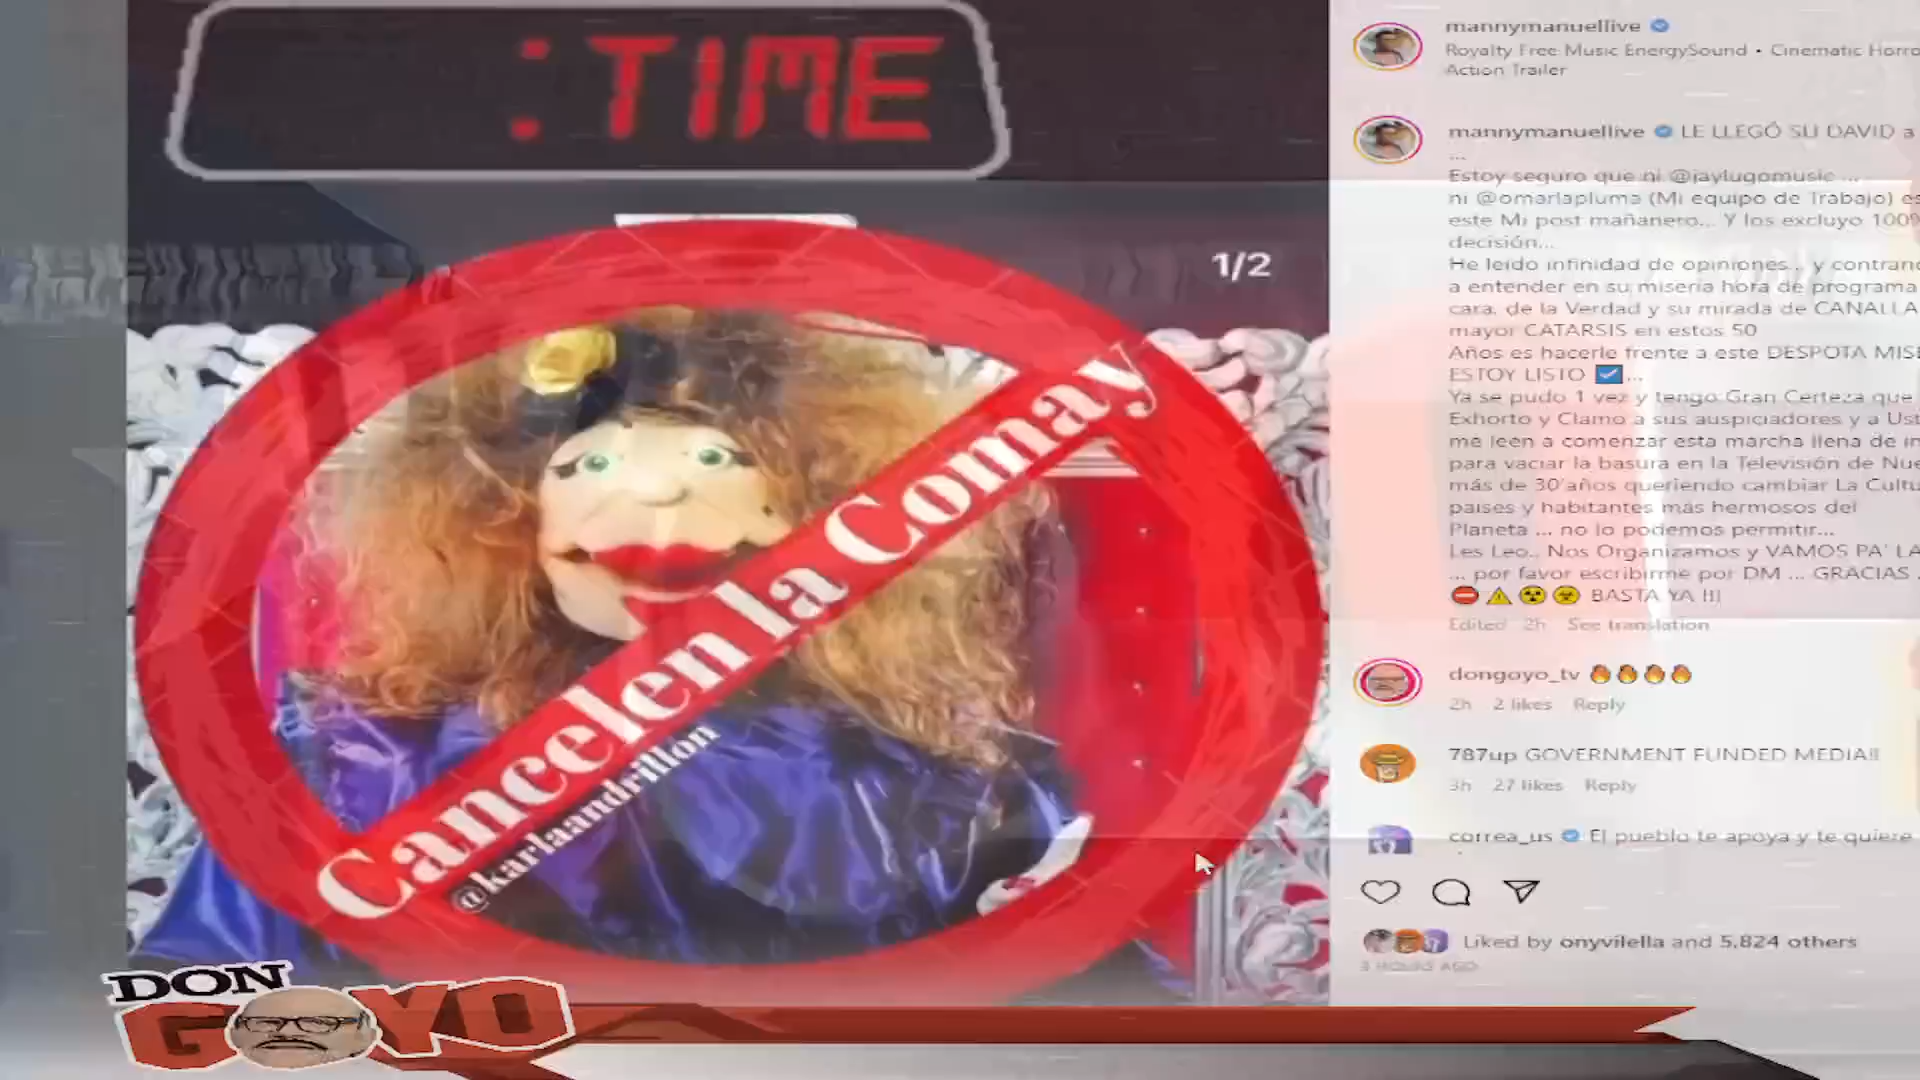 :TIME
1/2
Cancelen la Comay
@karlaandrillon
DON
GOYO
mannymanuellive
Royalty Free Music EnergySound • Cinematic Horro
Action Trailer
mannymanuellive LE LLEGÓ SU DAVID a
...
Estoy seguro que ni @jaylugomusic ...
ni @omarlapluma (Mi equipo de Trabajo) es
este Mi post mañanero... Y los excluyo 100%
decisión...
He leído infinidad de opiniones... y contrand
a entender en su miseria hora de programa
cara. de la Verdad y su mirada de CANALLA
mayor CATARSIS en estos 50
Años es hacerle frente a este DESPOTA MISE
ESTOY LISTO ☑️...
Ya se pudo 1 vez y tengo Gran Certeza que
Exhorto y Clamo a sus auspiciadores y a Ust
me leen a comenzar esta marcha llena de in
para vaciar la basura en la Televisión de Nue
más de 30 años queriendo cambiar La Cultu
países y habitantes más hermosos del
Planeta ... no lo podemos permitir...
Les Leo.. Nos Organizamos y VAMOS PA' LA
... por favor escribirme por DM ... GRACIAS
⛔⚠️☢️☣️ BASTA YA !!!
Edited 2h See translation
dongoyo_tv 🔥🔥🔥🔥
2h 2 likes Reply
787up GOVERNMENT FUNDED MEDIA!!
3h 27 likes Reply
correa_us El pueblo te apoya y te quiere
Liked by onyvilella and 5,824 others
3 HOURS AGO